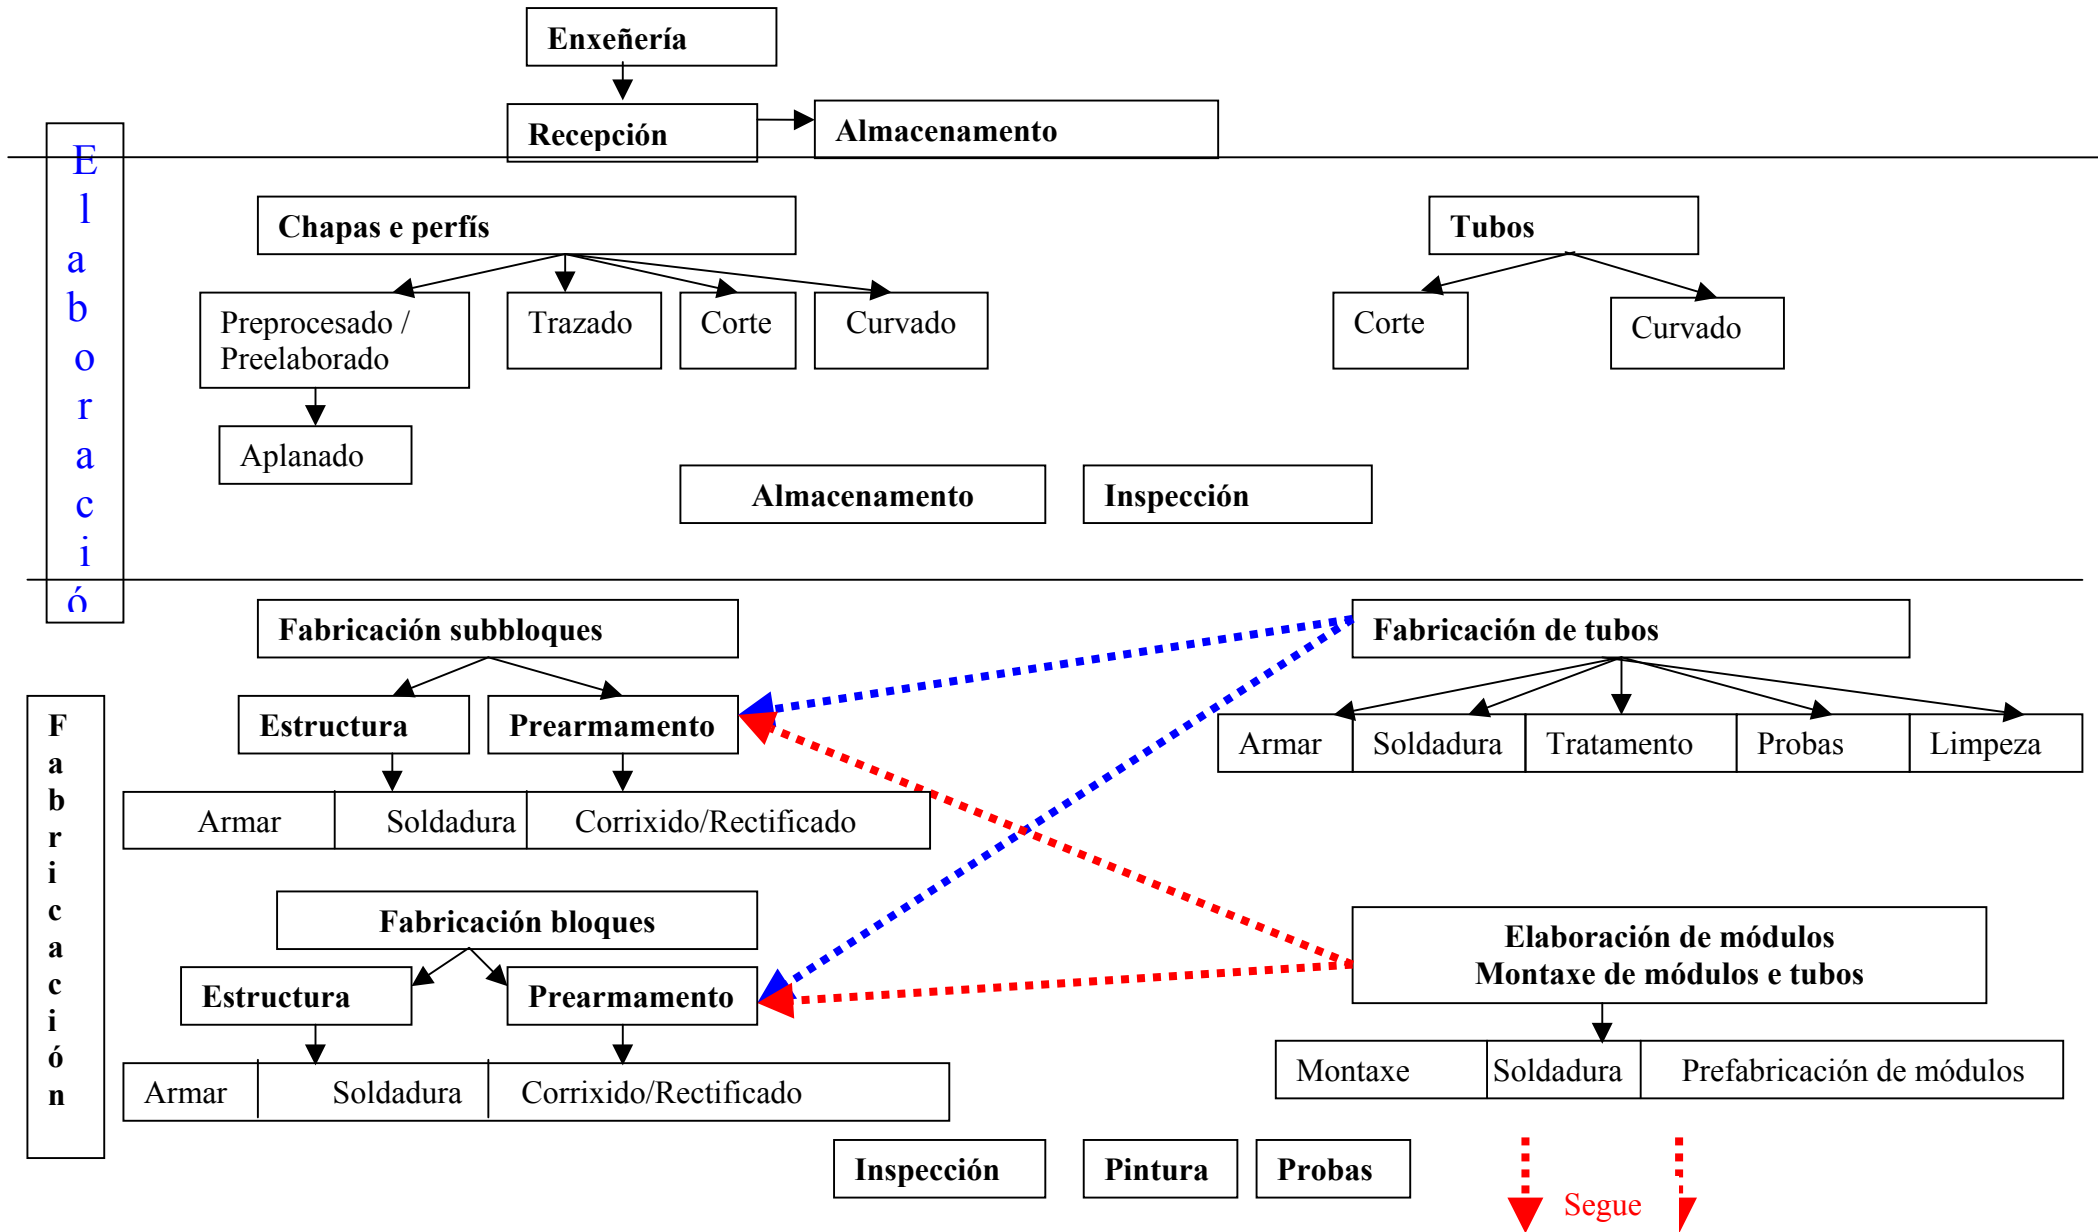 Enxeñería
Recepción
Almacenamento
Elaboració
Chapas e perfís
Tubos
Preprocesado /
Preelaborado
Trazado
Corte
Curvado
Corte
Curvado
Aplanado
Almacenamento
Inspección
Fabricación
Fabricación subbloques
Fabricación de tubos
Estructura
Prearmamento
Armar
Soldadura
Tratamento
Probas
Limpeza
Armar
Soldadura
Corrixido/Rectificado
Fabricación bloques
Elaboración de módulos
Montaxe de módulos e tubos
Estructura
Prearmamento
Montaxe
Soldadura
Prefabricación de módulos
Armar
Soldadura
Corrixido/Rectificado
Inspección
Pintura
Probas
Segue